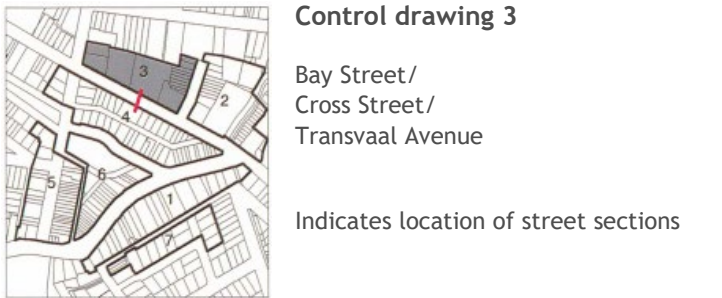 Control drawing 3
Bay Street/
Cross Street/
Transvaal Avenue
Indicates location of street sections
3
2
4
6
5
1
7